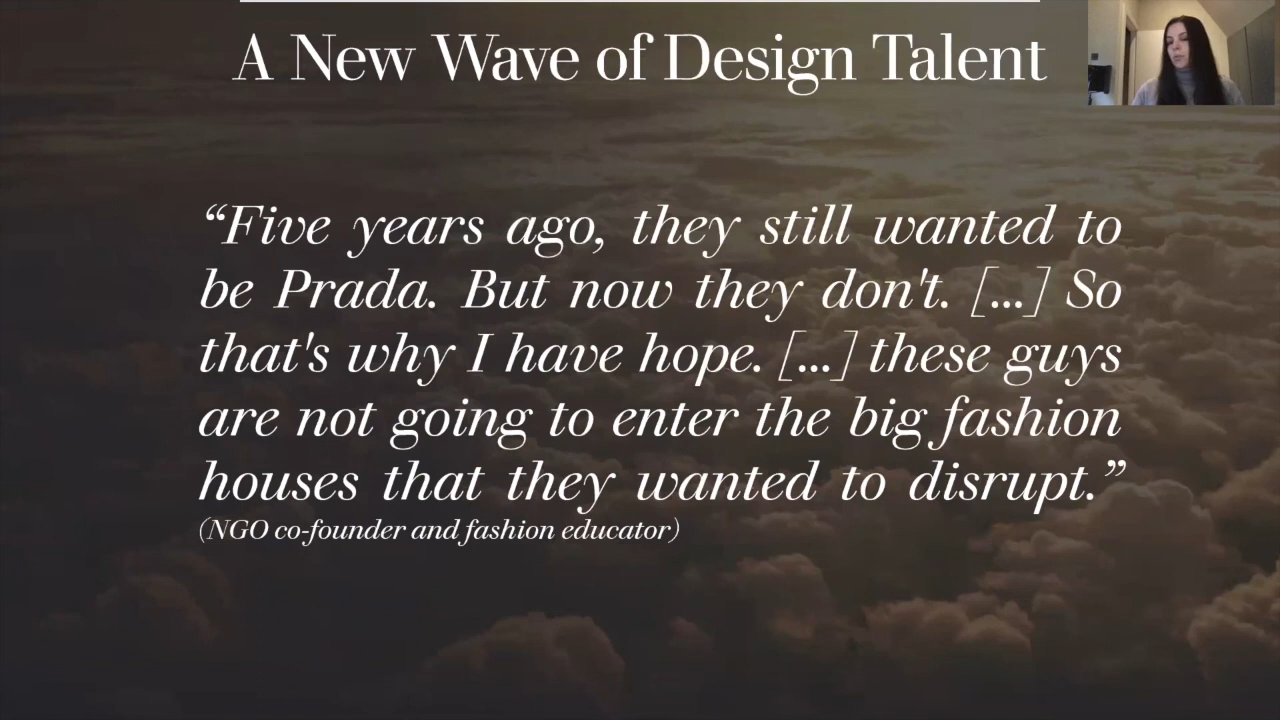 A New Wave of Design Talent
“Five years ago, they still wanted to
be Prada. But now they don't. [...] So
that's why I have hope. [...] these guys
are not going to enter the big fashion
houses that they wanted to disrupt.”
(NGO co-founder and fashion educator)